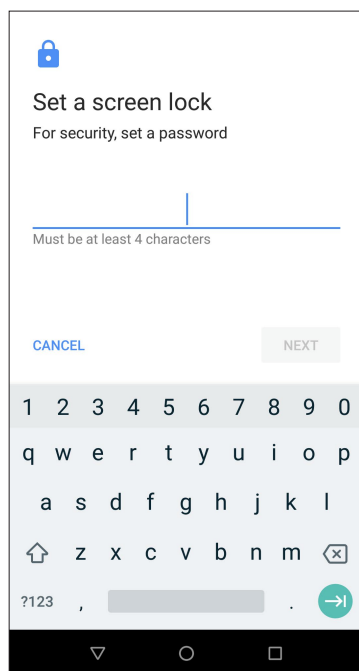 Set a screen lock
For security, set a password
Must be at least 4 characters
CANCEL NEXT
1 2 3 4 5 6 7 8 9 0
q w e r t y u i o p
a s d f g h j k l
z x c v b n m
?123 , .